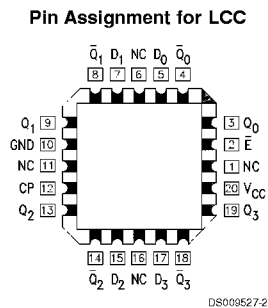 Pin Assignment for LCC
Q̄1 D1 NC D0 Q̄0
8 7 6 5 4
Q1 9
GND 10
NC 11
CP 12
Q2 13
3 Q0
2 Ē
1 NC
20 VCC
19 Q3
14 15 16 17 18
Q̄2 D2 NC D3 Q̄3
DS009527-2